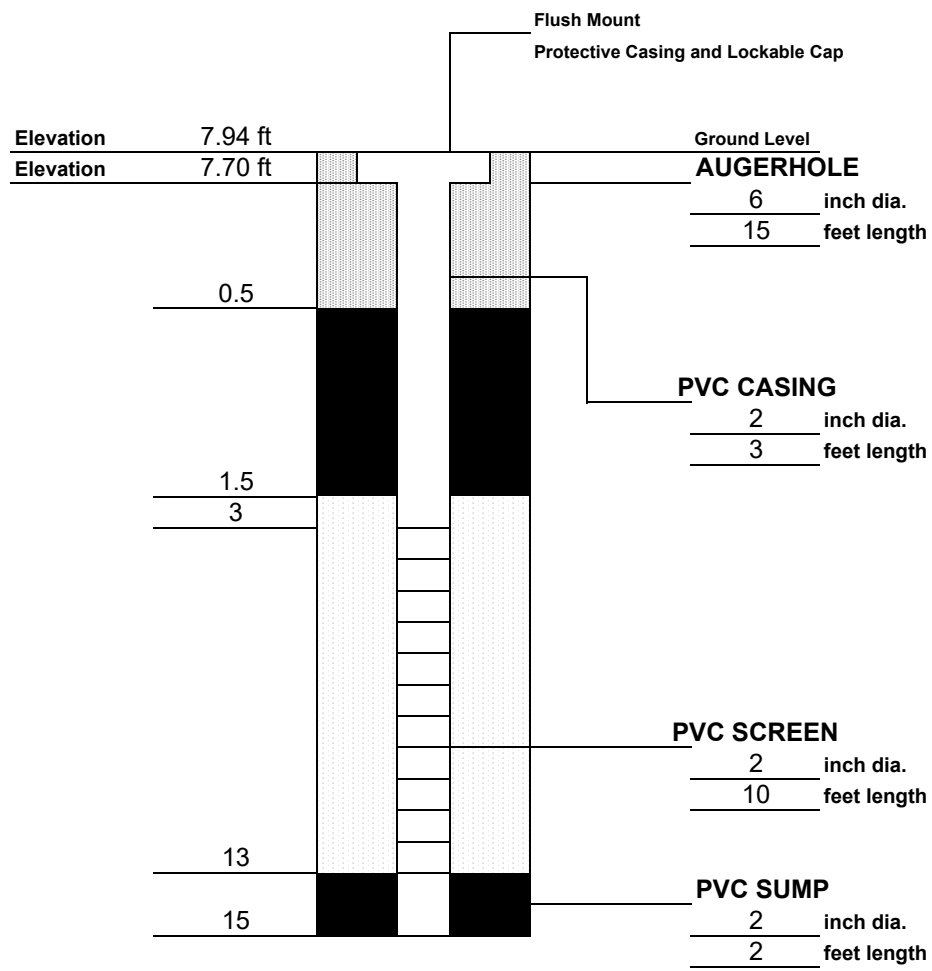 Flush Mount
Protective Casing and Lockable Cap
Elevation 7.94 ft
Ground Level
Elevation 7.70 ft
AUGERHOLE
6 inch dia.
15 feet length
0.5
PVC CASING
2 inch dia.
3 feet length
1.5
3
PVC SCREEN
2 inch dia.
10 feet length
13
PVC SUMP
15
2 inch dia.
2 feet length